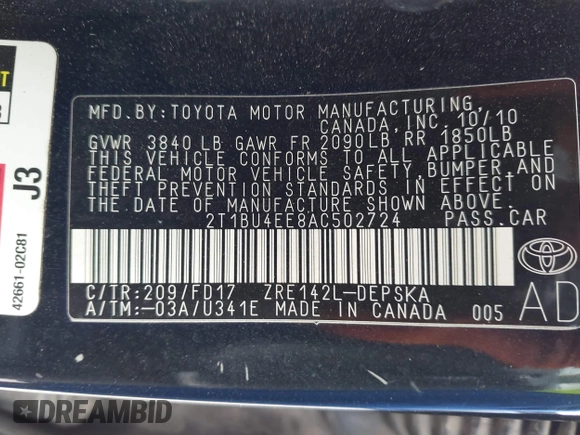 MFD.BY:TOYOTA MOTOR MANUFACTURING,
CANADA,INC. 10/10
GVWR 3840 LB GAWR FR 2090LB RR 1850LB
THIS VEHICLE CONFORMS TO ALL APPLICABLE
FEDERAL MOTOR VEHICLE SAFETY,BUMPER,AND
THEFT PREVENTION STANDARDS IN EFFECT ON
THE DATE OF MANUFACTURE SHOWN ABOVE.
2T1BU4EE8AC502724 PASS.CAR
C/TR:209/FD17 ZRE142L-DEPSKA
A/TM:-03A/U341E MADE IN CANADA 005
AD
J3
42661-02C81
DREAMBID